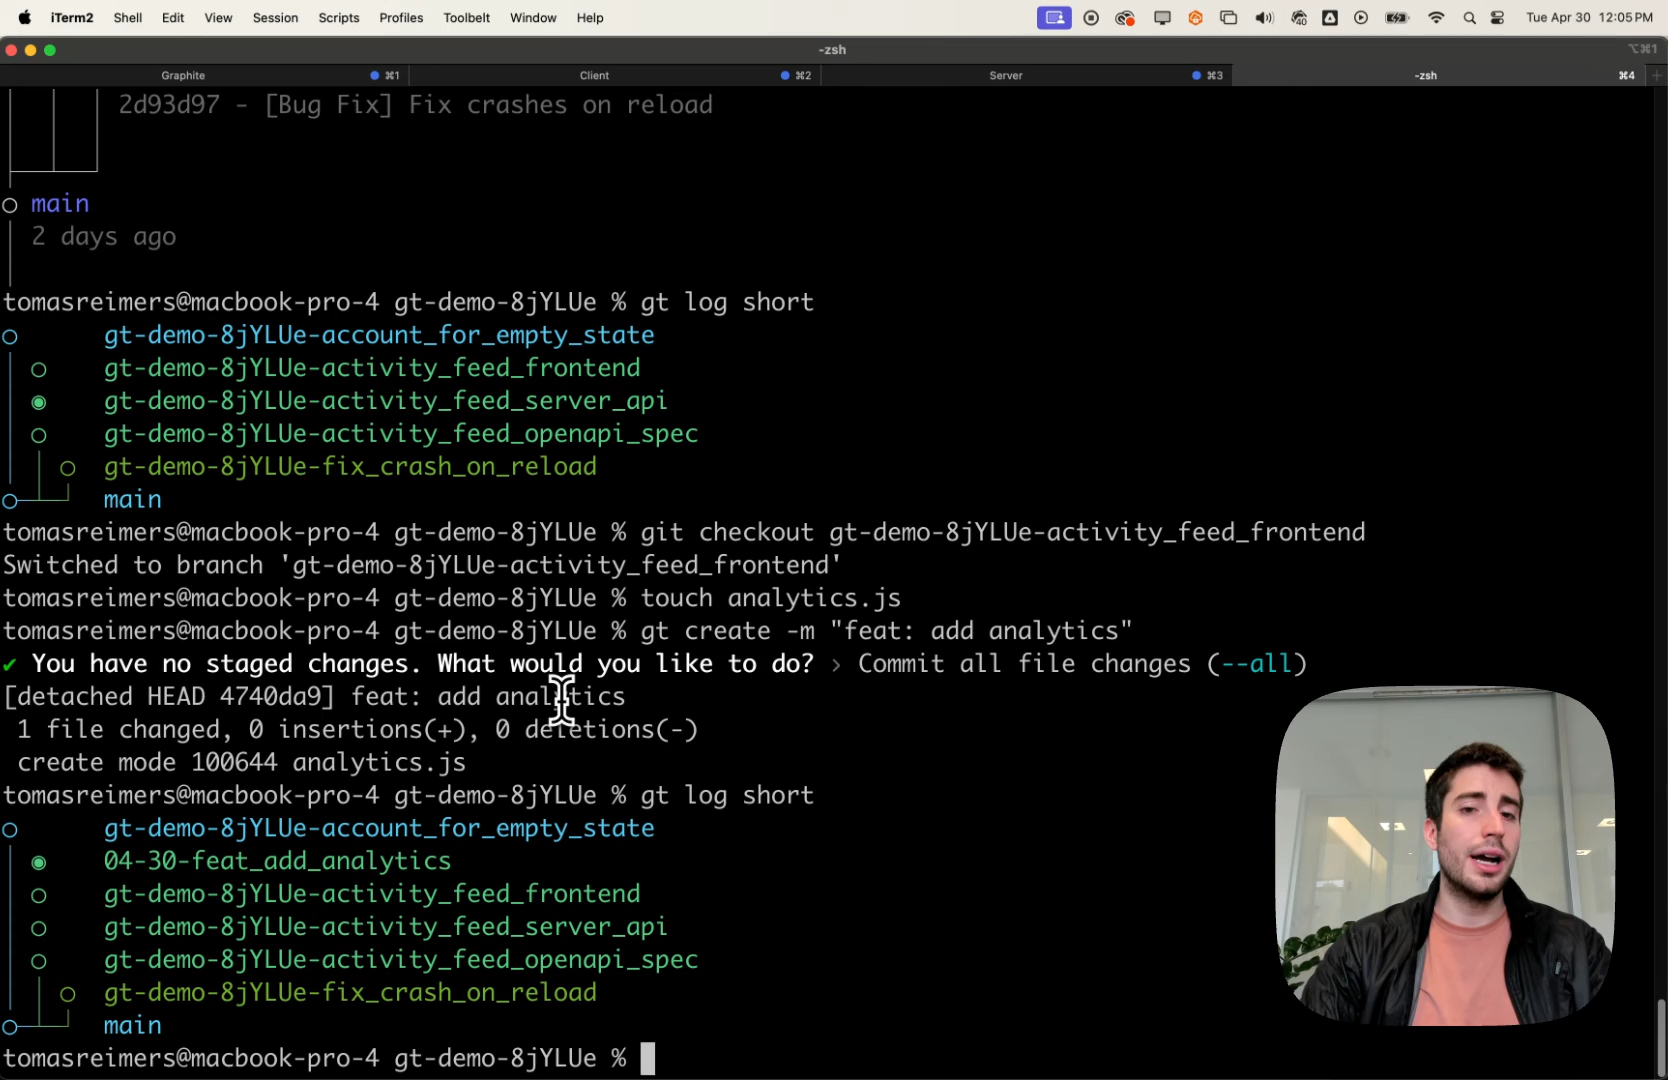 iTerm2 Shell Edit View Session Scripts Profiles Toolbelt Window Help 40 Tue Apr 30 12:05 PM
-zsh ⌥⌘1
Graphite ⌘1 Client ⌘2 Server ⌘3 -zsh ⌘4
2d93d97 - [Bug Fix] Fix crashes on reload
main
2 days ago
tomasreimers@macbook-pro-4 gt-demo-8jYLUe % gt log short
gt-demo-8jYLUe-account_for_empty_state
gt-demo-8jYLUe-activity_feed_frontend
gt-demo-8jYLUe-activity_feed_server_api
gt-demo-8jYLUe-activity_feed_openapi_spec
gt-demo-8jYLUe-fix_crash_on_reload
main
tomasreimers@macbook-pro-4 gt-demo-8jYLUe % git checkout gt-demo-8jYLUe-activity_feed_frontend
Switched to branch 'gt-demo-8jYLUe-activity_feed_frontend'
tomasreimers@macbook-pro-4 gt-demo-8jYLUe % touch analytics.js
tomasreimers@macbook-pro-4 gt-demo-8jYLUe % gt create -m "feat: add analytics"
✔ You have no staged changes. What would you like to do? › Commit all file changes (--all)
[detached HEAD 4740da9] feat: add analytics
1 file changed, 0 insertions(+), 0 deletions(-)
create mode 100644 analytics.js
tomasreimers@macbook-pro-4 gt-demo-8jYLUe % gt log short
gt-demo-8jYLUe-account_for_empty_state
04-30-feat_add_analytics
gt-demo-8jYLUe-activity_feed_frontend
gt-demo-8jYLUe-activity_feed_server_api
gt-demo-8jYLUe-activity_feed_openapi_spec
gt-demo-8jYLUe-fix_crash_on_reload
main
tomasreimers@macbook-pro-4 gt-demo-8jYLUe %